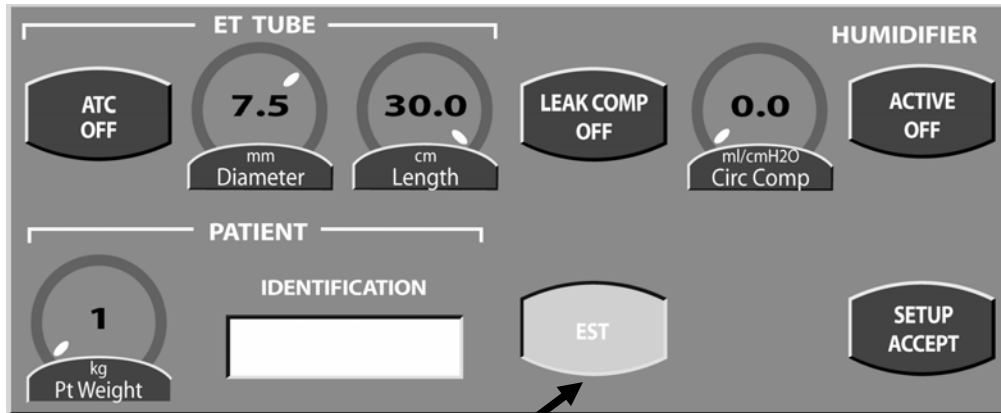 ET TUBE
HUMIDIFIER
ATC
OFF
7.5
mm
Diameter
30.0
cm
Length
LEAK COMP
OFF
0.0
ml/cmH2O
Circ Comp
ACTIVE
OFF
PATIENT
1
kg
Pt Weight
IDENTIFICATION
EST
SETUP
ACCEPT